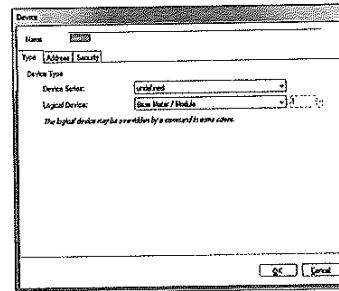 Device
Name
Type Address Security
Device Type
Device Series: undefined
Logical Device: Base Meter / Module
The logical device may be overridden by a command in some cases.
OK Cancel